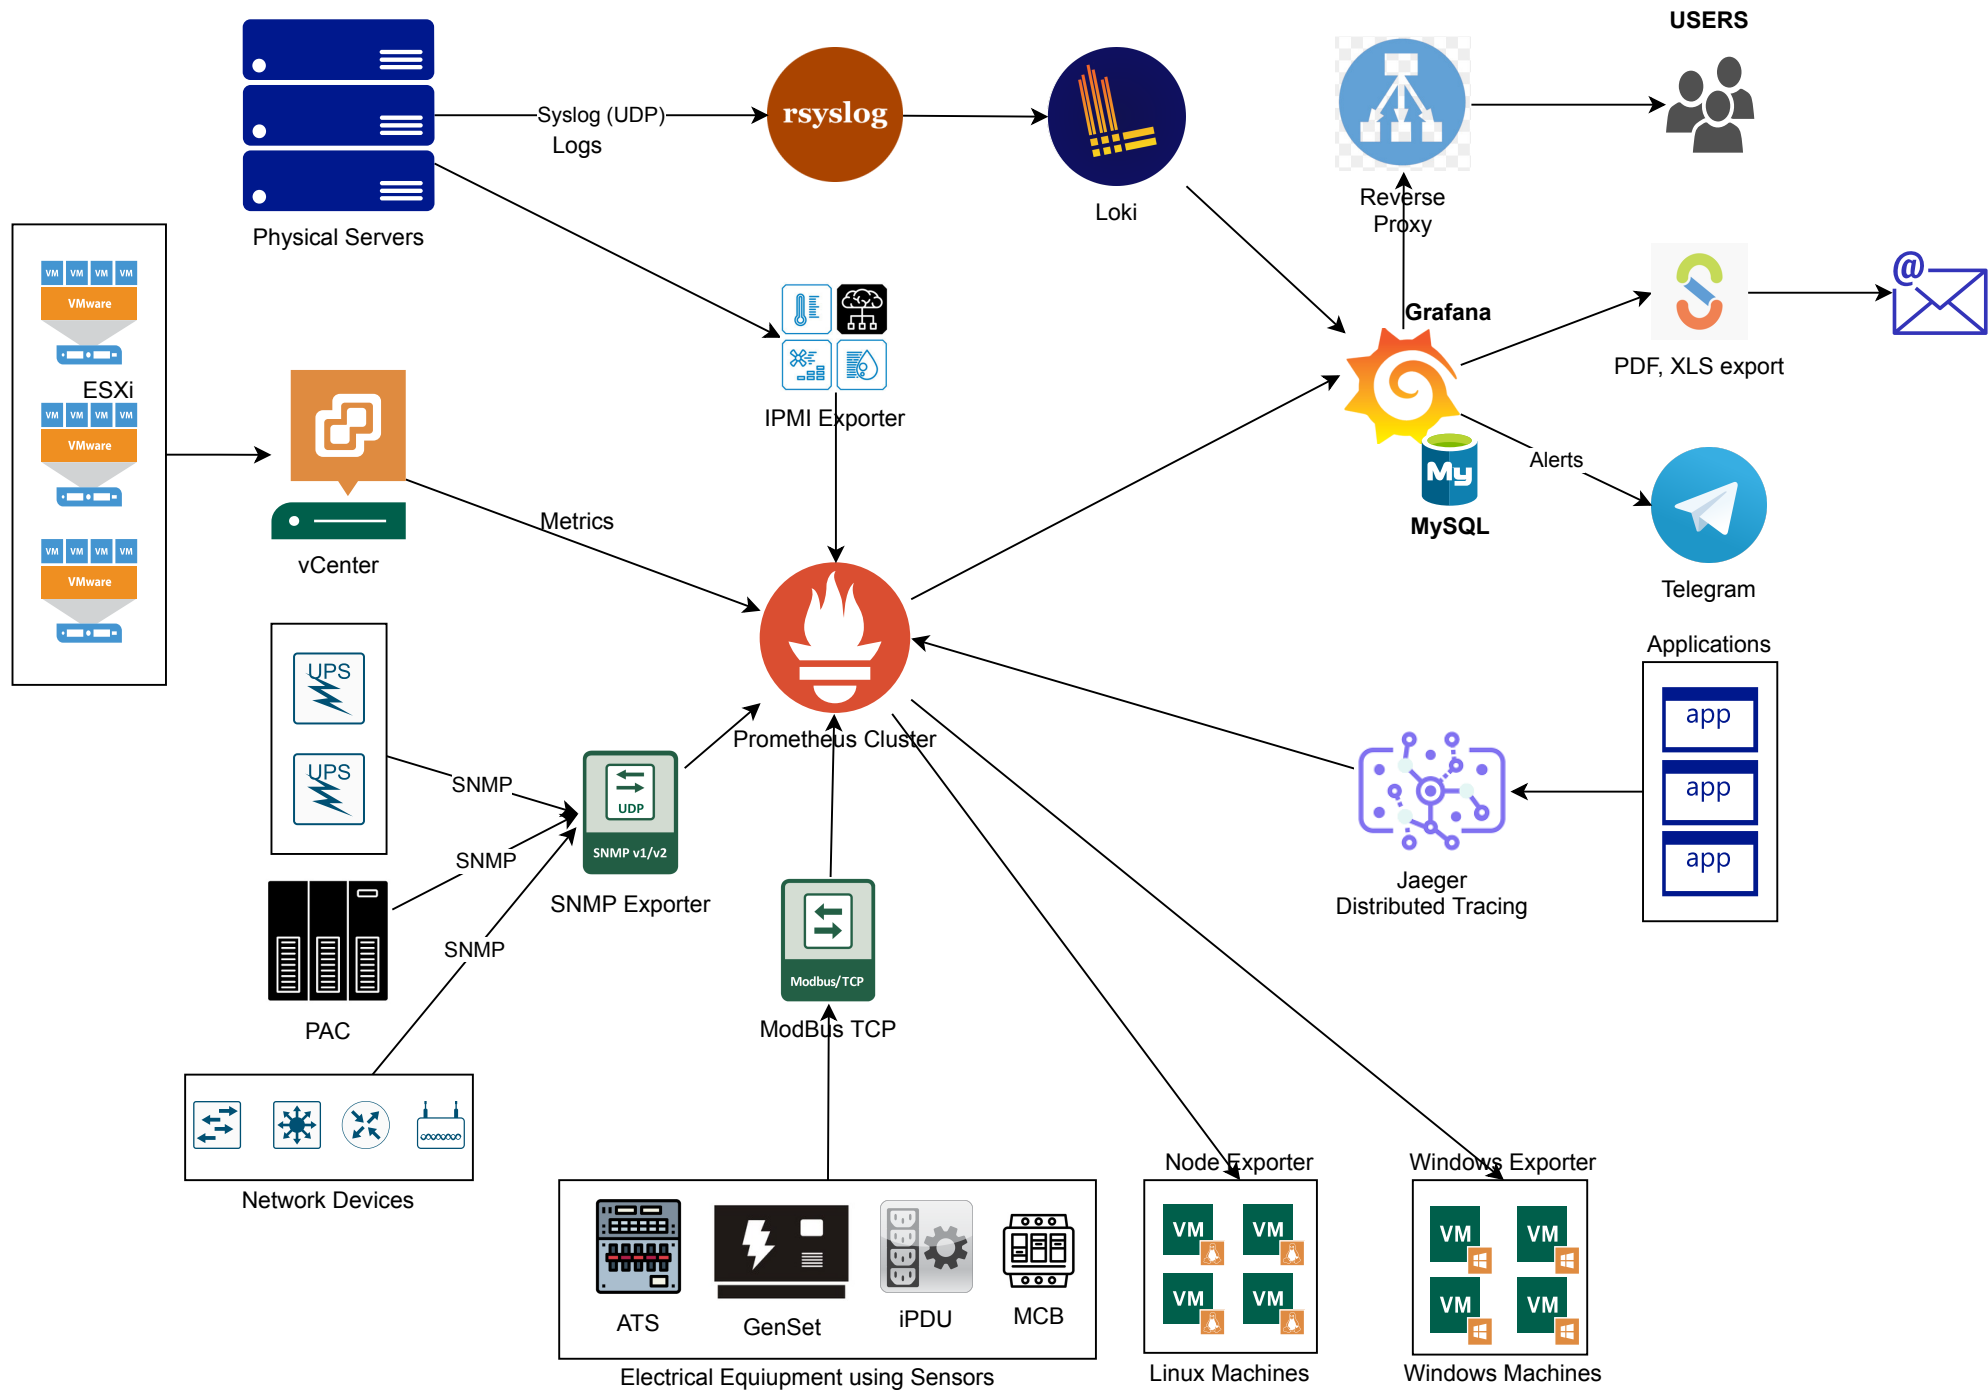 USERS
Syslog (UDP)
Logs
rsyslog
Physical Servers
Loki
Reverse
Proxy
VM VM VM VM
VMware
ESXi
VM VM VM VM
VMware
VM VM VM VM
VMware
vCenter
Metrics
IPMI Exporter
Grafana
@
PDF, XLS export
My
MySQL
Alerts
Telegram
Prometheus Cluster
Applications
app
app
app
UPS
UPS
SNMP
SNMP
SNMP
UDP
SNMP v1/v2
SNMP Exporter
PAC
Modbus/TCP
ModBus TCP
Jaeger
Distributed Tracing
Network Devices
ATS
GenSet
iPDU
MCB
Electrical Equiupment using Sensors
Node Exporter
VM VM
VM VM
Linux Machines
Windows Exporter
VM VM
VM VM
Windows Machines